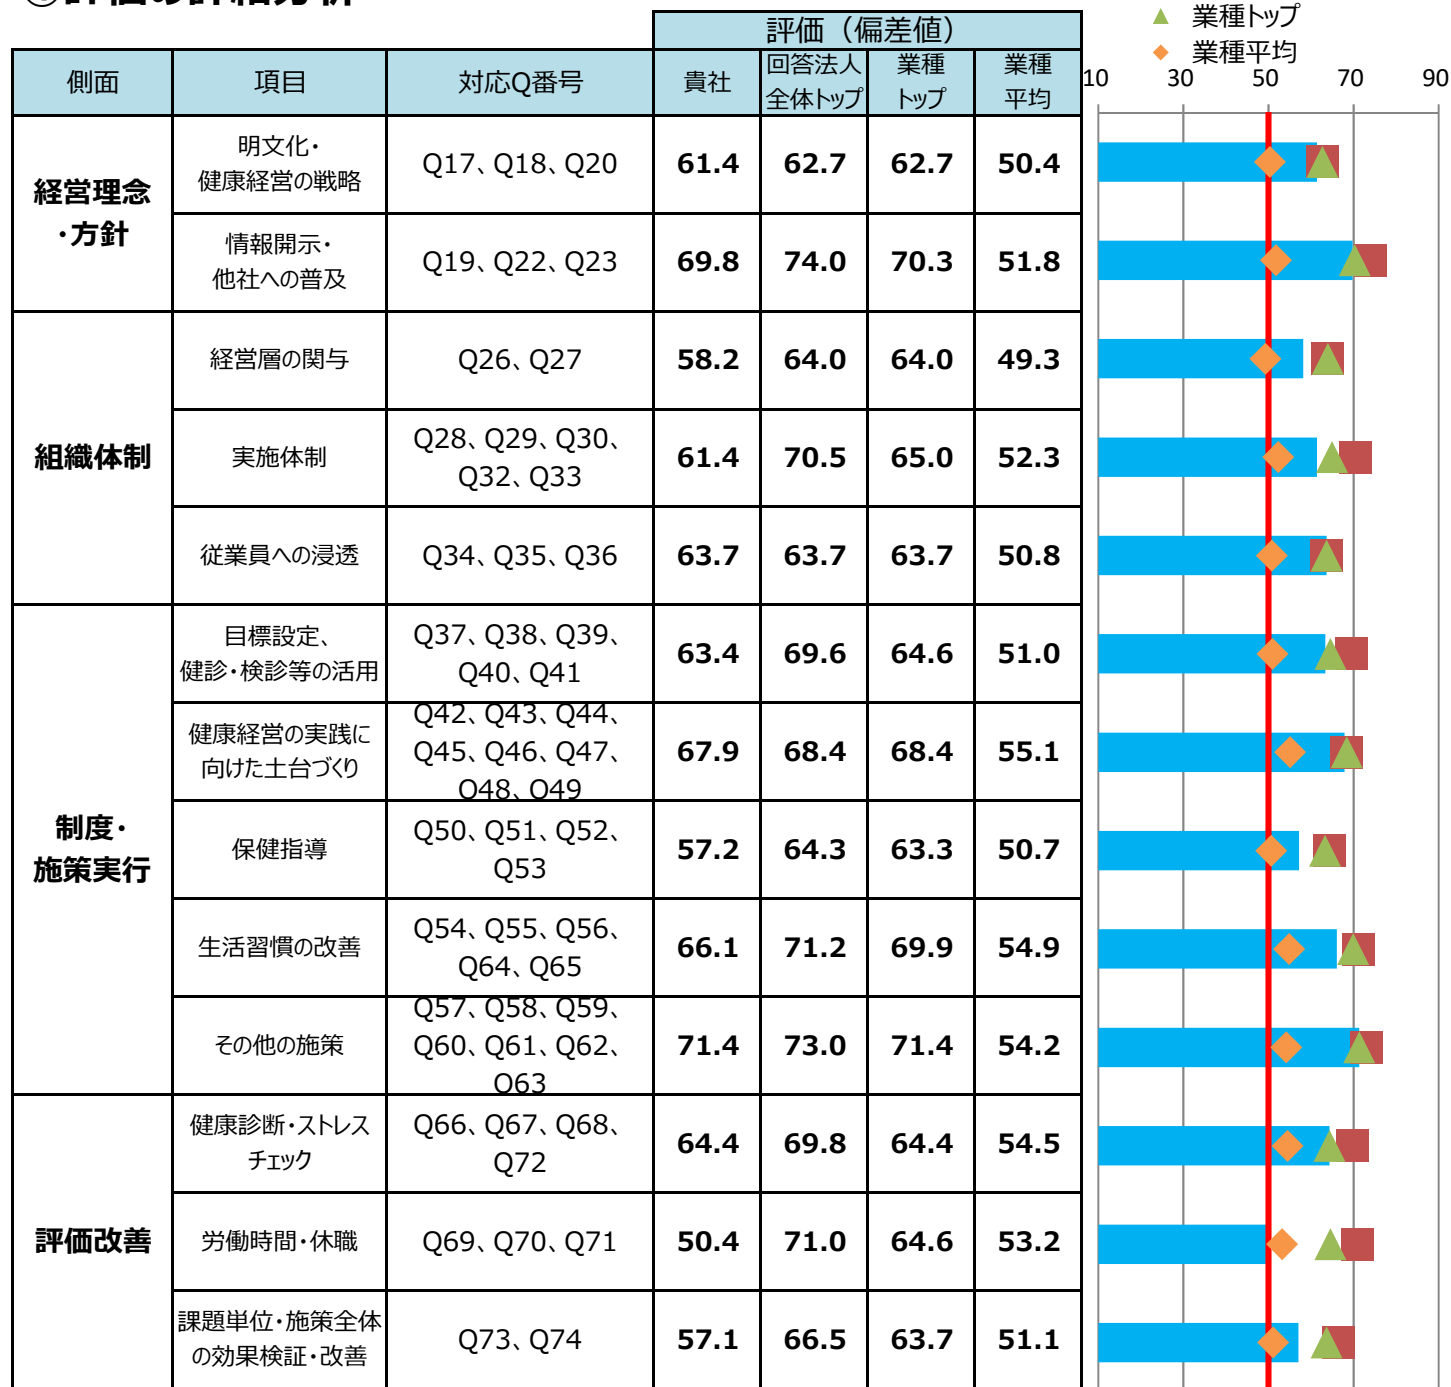 評価（偏差値）
業種トップ
業種平均
側面 項目 対応Q番号 貴社 回答法人 業種 業種
全体トップ トップ 平均
10 30 50 70 90
経営理念
・方針
明文化・
健康経営の戦略
Q17、Q18、Q20 61.4 62.7 62.7 50.4
情報開示・
他社への普及
Q19、Q22、Q23 69.8 74.0 70.3 51.8
組織体制
経営層の関与 Q26、Q27 58.2 64.0 64.0 49.3
実施体制
Q28、Q29、Q30、
Q32、Q33
61.4 70.5 65.0 52.3
従業員への浸透 Q34、Q35、Q36 63.7 63.7 63.7 50.8
制度・
施策実行
目標設定、
健診・検診等の活用
Q37、Q38、Q39、
Q40、Q41
63.4 69.6 64.6 51.0
健康経営の実践に
向けた土台づくり
Q42、Q43、Q44、
Q45、Q46、Q47、
Q48、Q49
67.9 68.4 68.4 55.1
保健指導
Q50、Q51、Q52、
Q53
57.2 64.3 63.3 50.7
生活習慣の改善
Q54、Q55、Q56、
Q64、Q65
66.1 71.2 69.9 54.9
その他の施策
Q57、Q58、Q59、
Q60、Q61、Q62、
Q63
71.4 73.0 71.4 54.2
評価改善
健康診断・ストレス
チェック
Q66、Q67、Q68、
Q72
64.4 69.8 64.4 54.5
労働時間・休職 Q69、Q70、Q71 50.4 71.0 64.6 53.2
課題単位・施策全体
の効果検証・改善
Q73、Q74 57.1 66.5 63.7 51.1